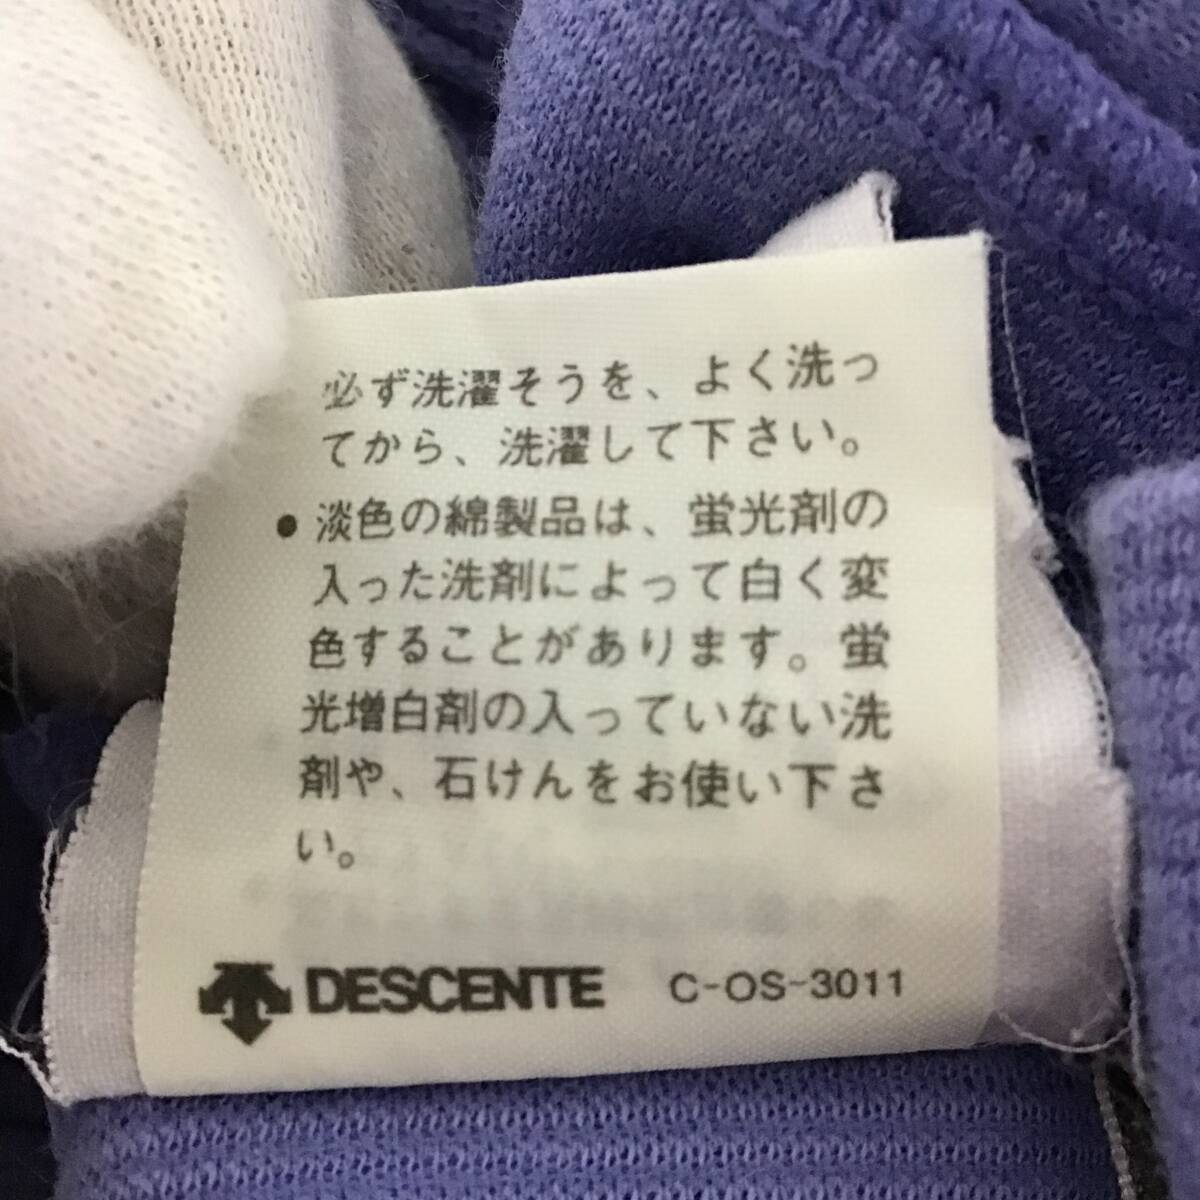 必ず洗濯そうを、よく洗っ
てから、洗濯して下さい。
● 淡色の綿製品は、蛍光剤の
入った洗剤によって白く変
色することがあります。蛍
光増白剤の入っていない洗
剤や、石けんをお使い下さ
い。
DESCENTE C-OS-3011